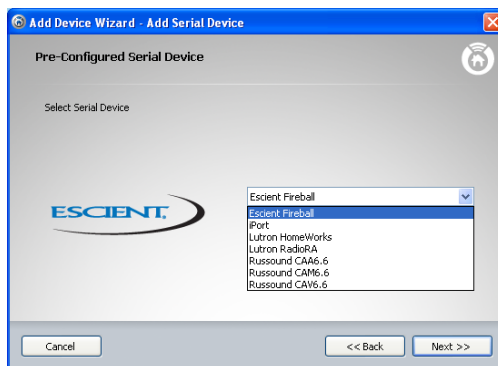 Add Device Wizard - Add Serial Device
Pre-Configured Serial Device
Select Serial Device
ESCIENT
Escient Fireball
Escient Fireball
iPort
Lutron HomeWorks
Lutron RadioRA
Russound CAA6.6
Russound CAM6.6
Russound CAV6.6
Cancel
<< Back
Next >>